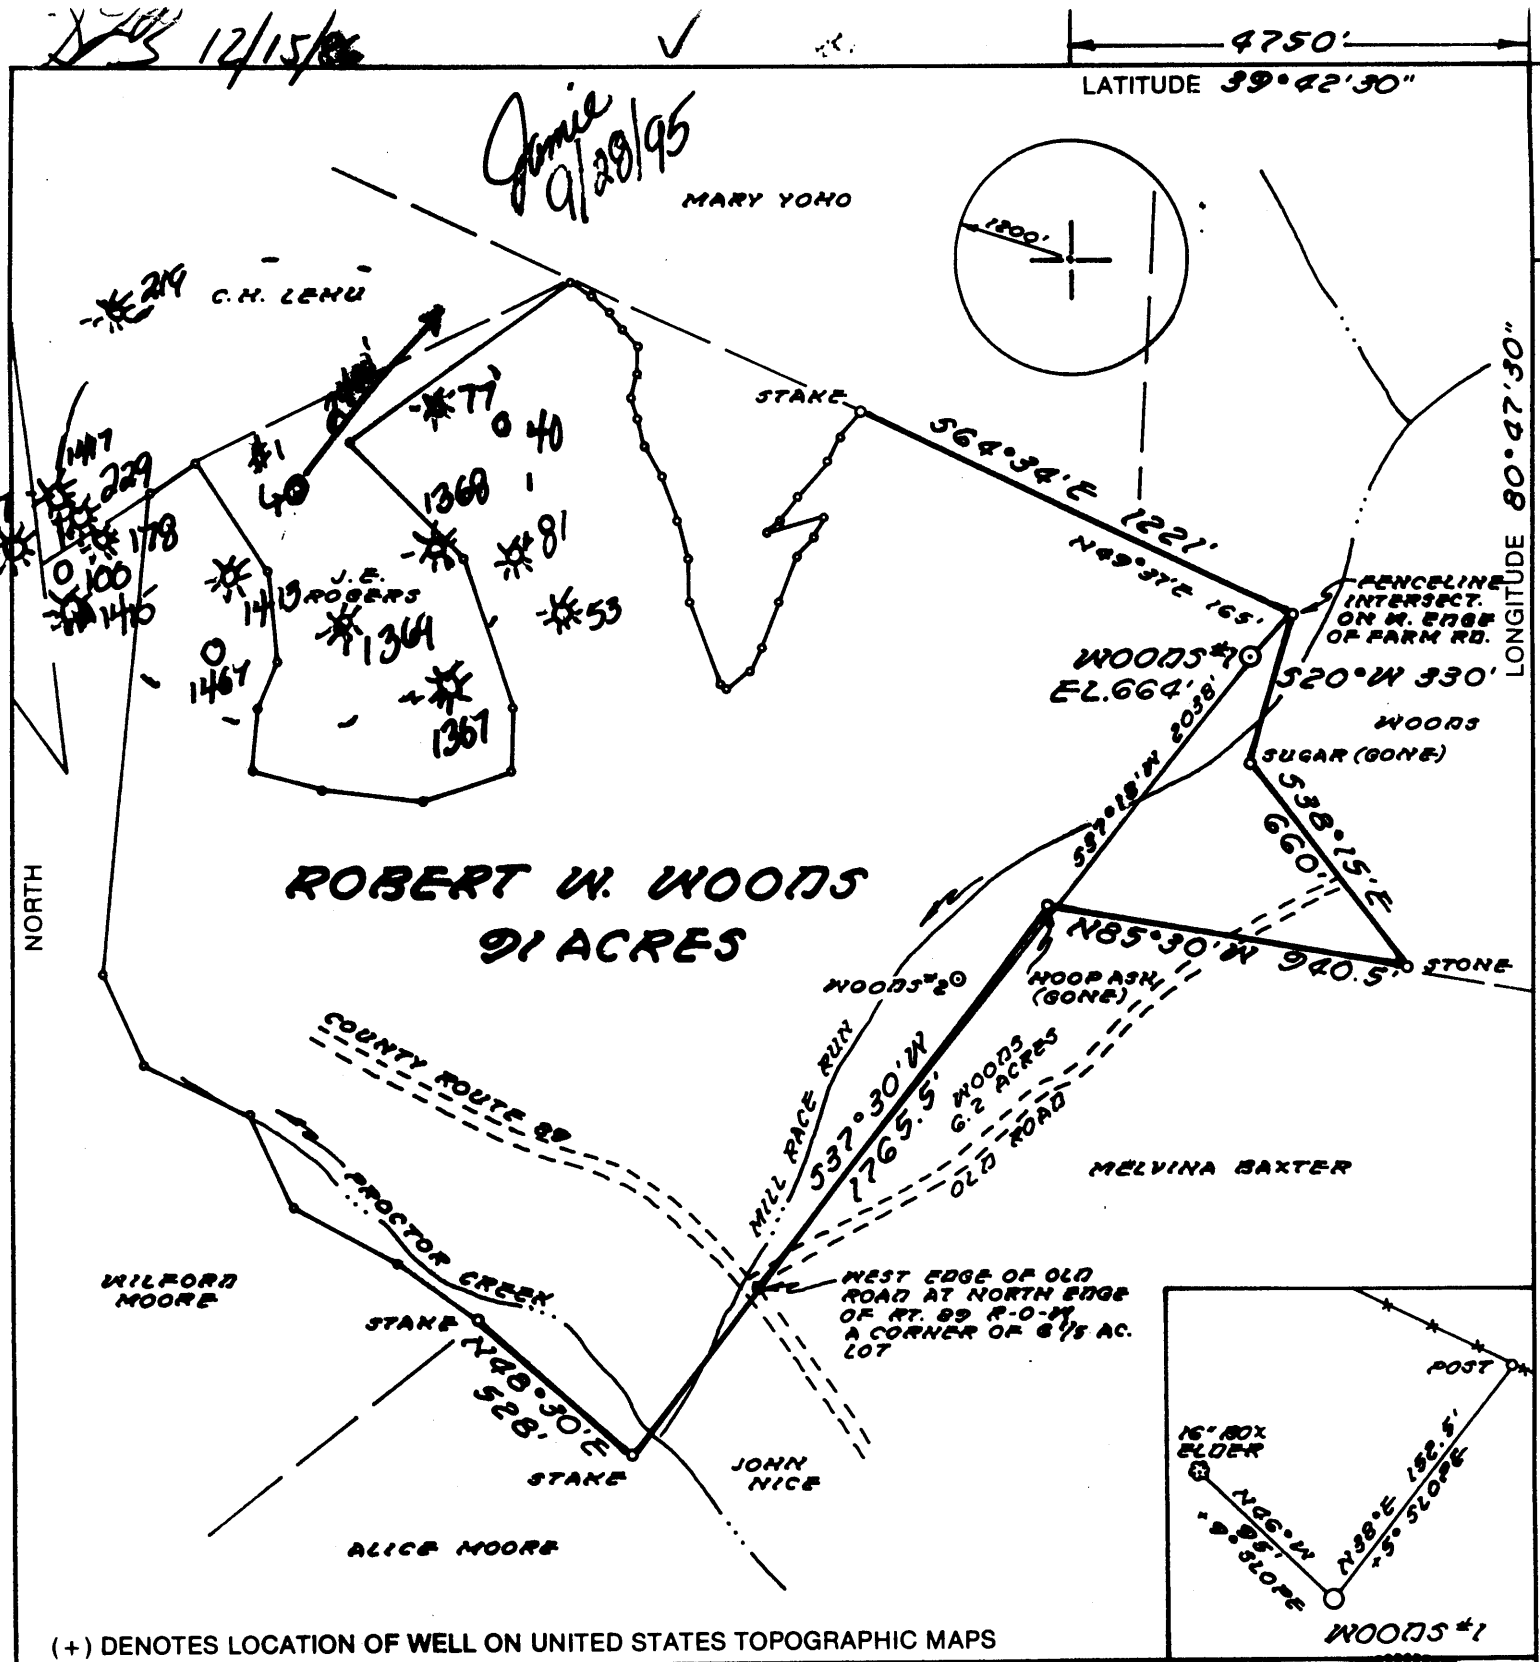 12/15/86
4750'
LATITUDE 39°42'30"
Jamie
9/28/95
MARY YOHO
1200'
219
C.H. LEMU
LONGITUDE 80°47'30"
77
40
STAKE
S64°34'E 1221'
#1
4
1417
229
178
100
1368
81
53
J.E.
ROGERS
1413
1364
1467
1367
N49°37'E 165'
FENCELINE
INTERSECT.
ON W. EDGE
OF FARM RD.
WOODS #1
EL. 664'
S20°W 330'
WOODS
SUGAR (GONE)
S37°18'W 2038'
S38°15'E
660'
NORTH
ROBERT W. WOODS
91 ACRES
N85°30'W 940.5'
STONE
WOODS #2
HOOP ASH
(GONE)
COUNTY ROUTE 89
MILL RACE RUN
S37°30'W
1765.5'
WOODS
6.2 ACRES
OLD ROAD
MELVINA BAXTER
PROCTOR CREEK
WILFORD
MOORE
STAKE
WEST EDGE OF OLD
ROAD AT NORTH EDGE
OF RT. 89 R-O-W
A CORNER OF 6 1/5 AC.
LOT
N48°30'E
528'
STAKE
JOHN
NICE
ALICE MOORE
POST
16" BOX
ELDER
N46°W
95'
+9° SLOPE
N38°E 152.5'
+5° SLOPE
WOODS #1
(+) DENOTES LOCATION OF WELL ON UNITED STATES TOPOGRAPHIC MAPS